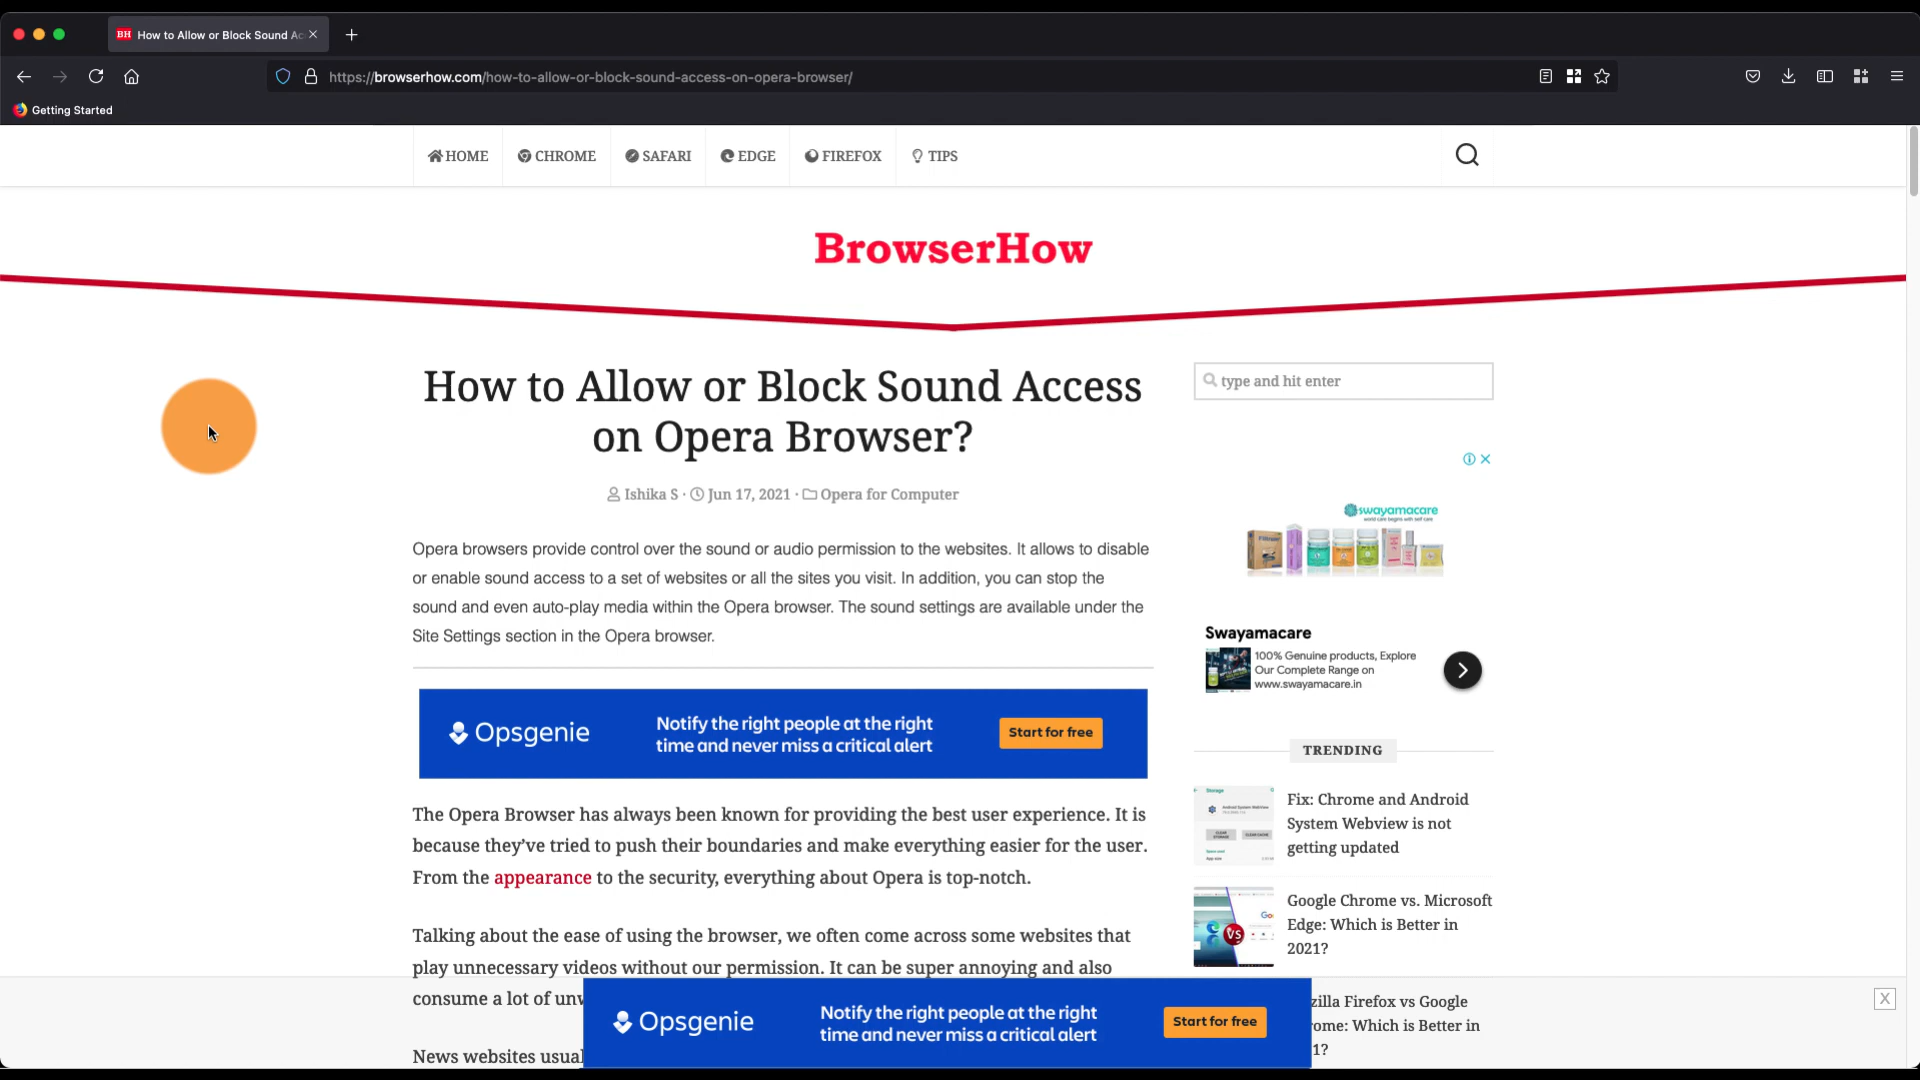 BH How to Allow or Block Sound Ac
https://browserhow.com/how-to-allow-or-block-sound-access-on-opera-browser/
Getting Started
HOME CHROME SAFARI EDGE FIREFOX TIPS
BrowserHow
How to Allow or Block Sound Access
on Opera Browser?
Ishika S · Jun 17, 2021 · Opera for Computer
Opera browsers provide control over the sound or audio permission to the websites. It allows to disable
or enable sound access to a set of websites or all the sites you visit. In addition, you can stop the
sound and even auto-play media within the Opera browser. The sound settings are available under the
Site Settings section in the Opera browser.
Opsgenie
Notify the right people at the right
time and never miss a critical alert
Start for free
The Opera Browser has always been known for providing the best user experience. It is
because they've tried to push their boundaries and make everything easier for the user.
From the appearance to the security, everything about Opera is top-notch.
Talking about the ease of using the browser, we often come across some websites that
play unnecessary videos without our permission. It can be super annoying and also
consume a lot of unw
News websites usual
type and hit enter
swayamacare
world care begins with self care
Swayamacare
100% Genuine products, Explore
Our Complete Range on
www.swayamacare.in
TRENDING
Storage
Android System WebView
Fix: Chrome and Android
System Webview is not
getting updated
VS
Google Chrome vs. Microsoft
Edge: Which is Better in
2021?
zilla Firefox vs Google
rome: Which is Better in
1?
Opsgenie
Notify the right people at the right
time and never miss a critical alert
Start for free
X